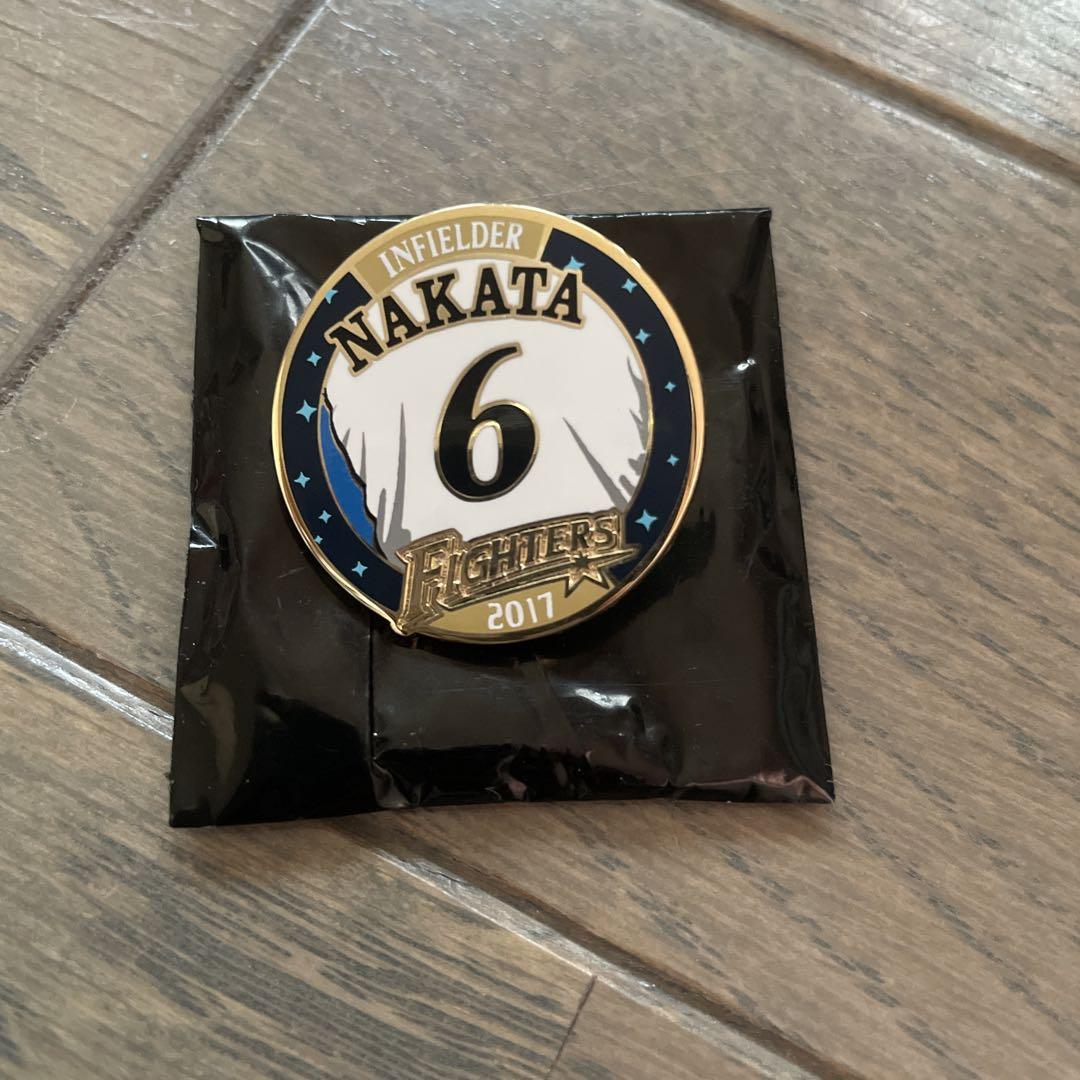 INFIELDER
NAKATA
6
FIGHTERS
2017